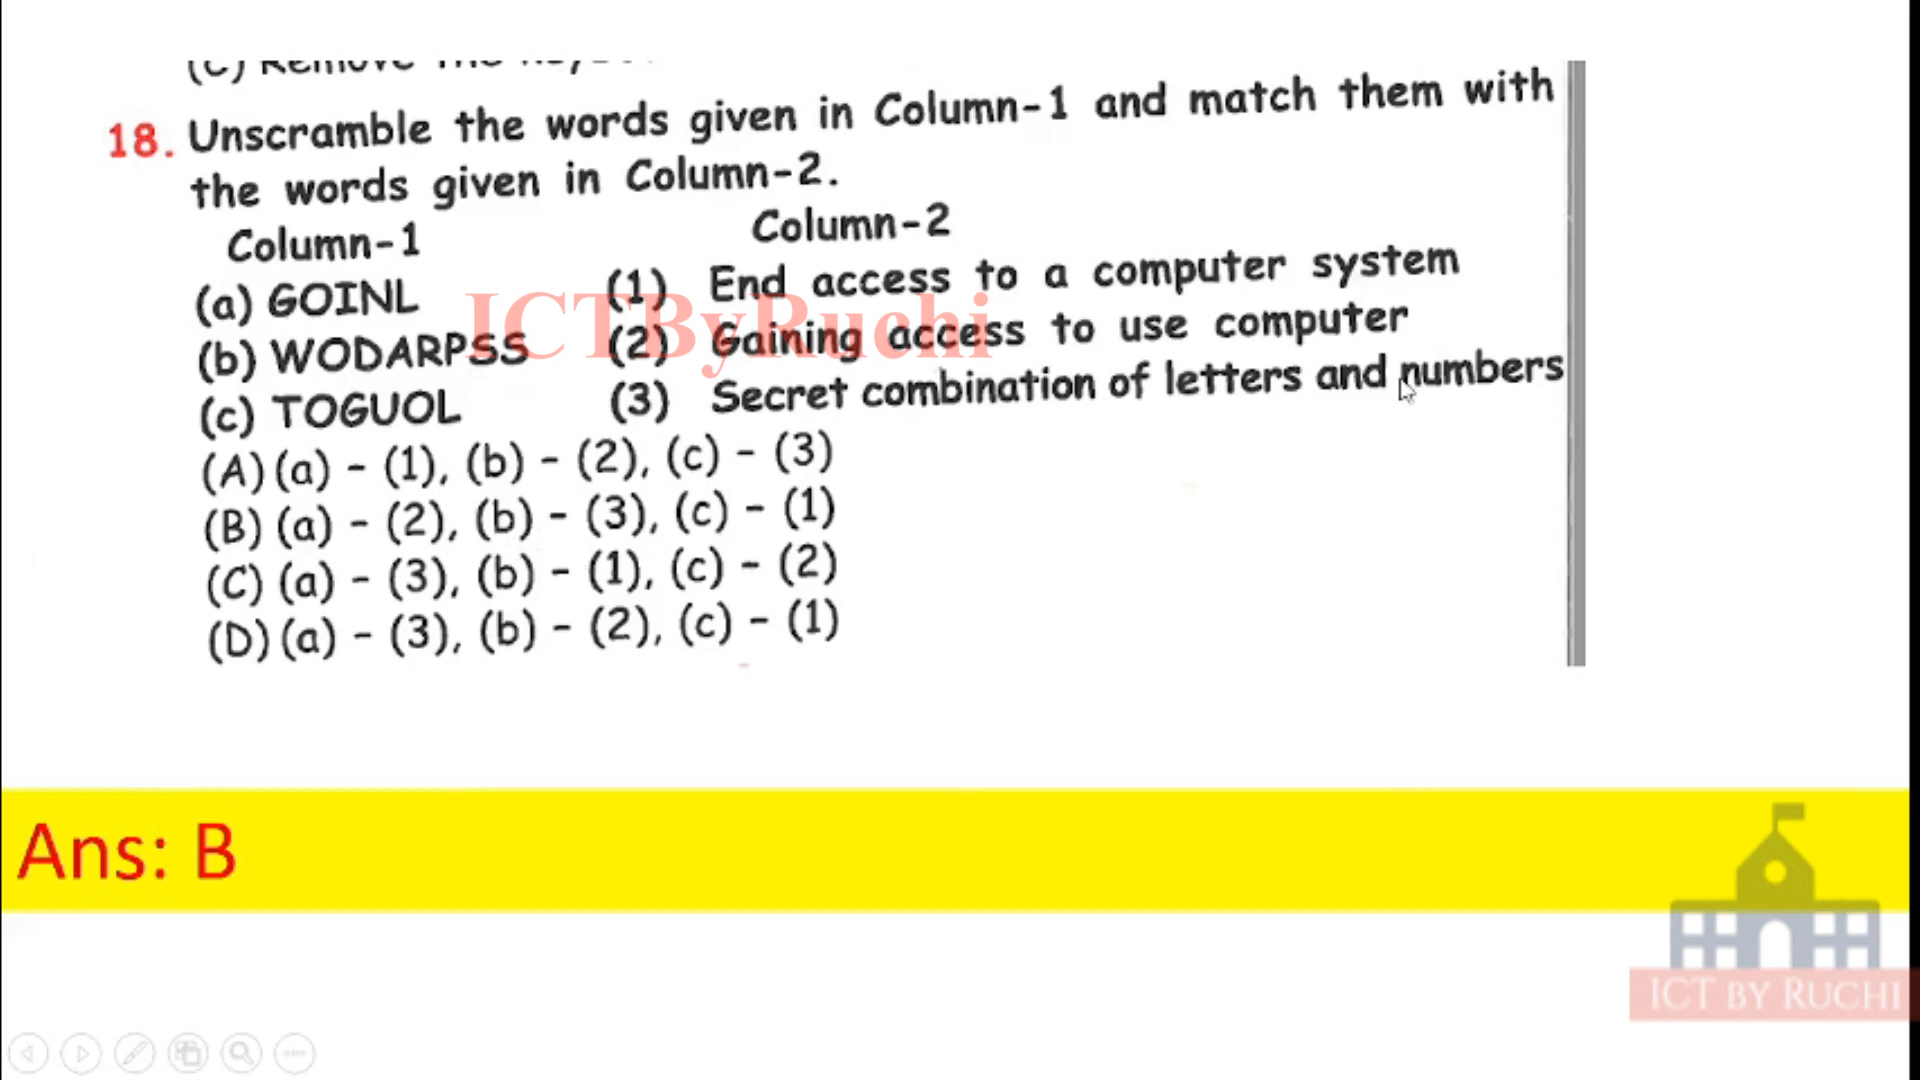 (C) Remove the
18. Unscramble the words given in Column-1 and match them with
the words given in Column-2.
Column-1 Column-2
(a) GOINL (1) End access to a computer system
(b) WODARPSS (2) Gaining access to use computer
(c) TOGUOL (3) Secret combination of letters and numbers
ICTByRuchi
(A) (a) - (1), (b) - (2), (c) - (3)
(B) (a) - (2), (b) - (3), (c) - (1)
(C) (a) - (3), (b) - (1), (c) - (2)
(D) (a) - (3), (b) - (2), (c) - (1)
Ans: B
ICT BY RUCHI